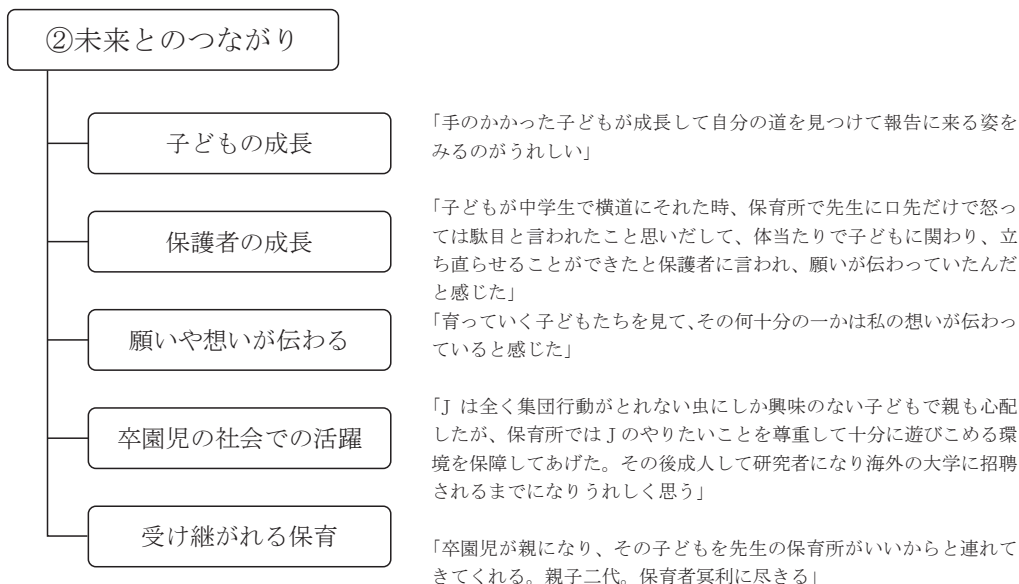 ②未来とのつながり
子どもの成長
「手のかかった子どもが成長して自分の道を見つけて報告に来る姿を
みるのがうれしい」
保護者の成長
「子どもが中学生で横道にそれた時、保育所で先生に口先だけで怒っ
ては駄目と言われたこと思いだして、体当たりで子どもに関わり、立
ち直らせることができたと保護者に言われ、願いが伝わっていたんだ
と感じた」
願いや想いが伝わる
「育っていく子どもたちを見て、その何十分の一かは私の想いが伝わっ
ていると感じた」
卒園児の社会での活躍
「J は全く集団行動がとれない虫にしか興味のない子どもで親も心配
したが、保育所では J のやりたいことを尊重して十分に遊びこめる環
境を保障してあげた。その後成人して研究者になり海外の大学に招聘
されるまでになりうれしく思う」
受け継がれる保育
「卒園児が親になり、その子どもを先生の保育所がいいからと連れて
きてくれる。親子二代。保育者冥利に尽きる」